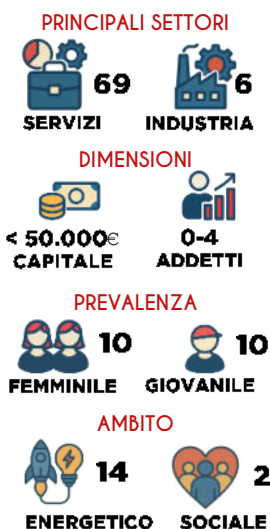 PRINCIPALI SETTORI
69 6
SERVIZI INDUSTRIA
DIMENSIONI
< 50.000€ 0-4
CAPITALE ADDETTI
PREVALENZA
10 10
FEMMINILE GIOVANILE
AMBITO
14 2
ENERGETICO SOCIALE